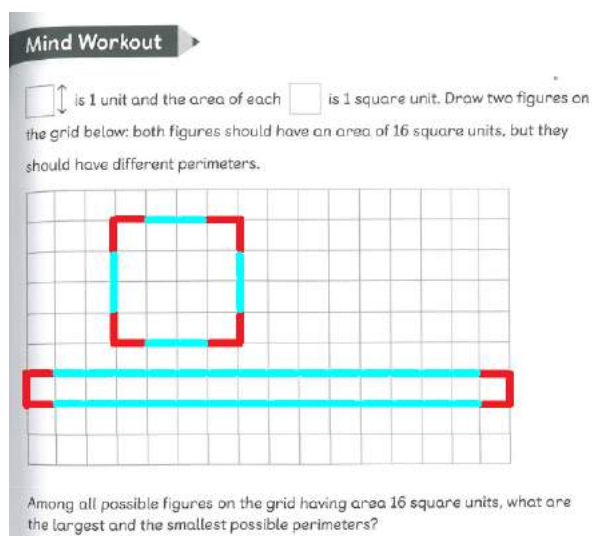 Mind Workout
is 1 unit and the area of each is 1 square unit. Draw two figures on
the grid below: both figures should have an area of 16 square units, but they
should have different perimeters.
Among all possible figures on the grid having area 16 square units, what are
the largest and the smallest possible perimeters?